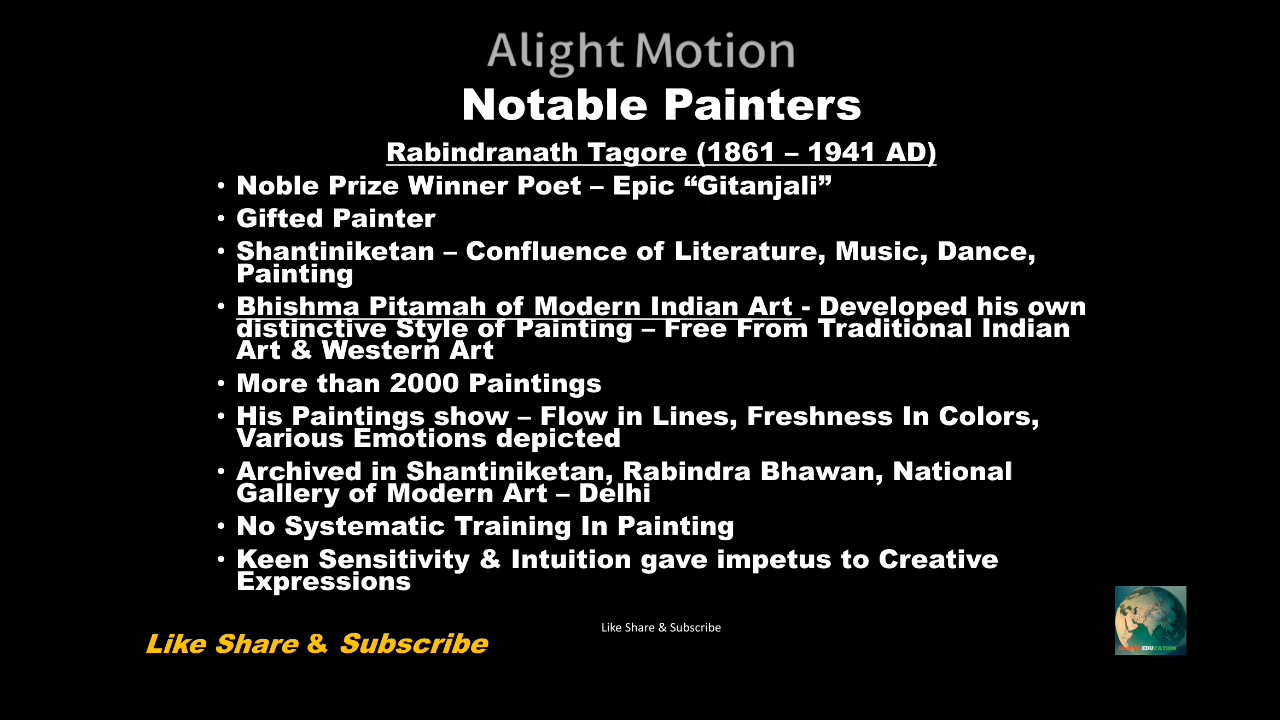 Alight Motion
Notable Painters
Rabindranath Tagore (1861 – 1941 AD)
• Noble Prize Winner Poet – Epic “Gitanjali”
• Gifted Painter
• Shantiniketan – Confluence of Literature, Music, Dance,
Painting
• Bhishma Pitamah of Modern Indian Art - Developed his own
distinctive Style of Painting – Free From Traditional Indian
Art & Western Art
• More than 2000 Paintings
• His Paintings show – Flow in Lines, Freshness In Colors,
Various Emotions depicted
• Archived in Shantiniketan, Rabindra Bhawan, National
Gallery of Modern Art – Delhi
• No Systematic Training In Painting
• Keen Sensitivity & Intuition gave impetus to Creative
Expressions
Like Share & Subscribe
Like Share & Subscribe
EDUCATION